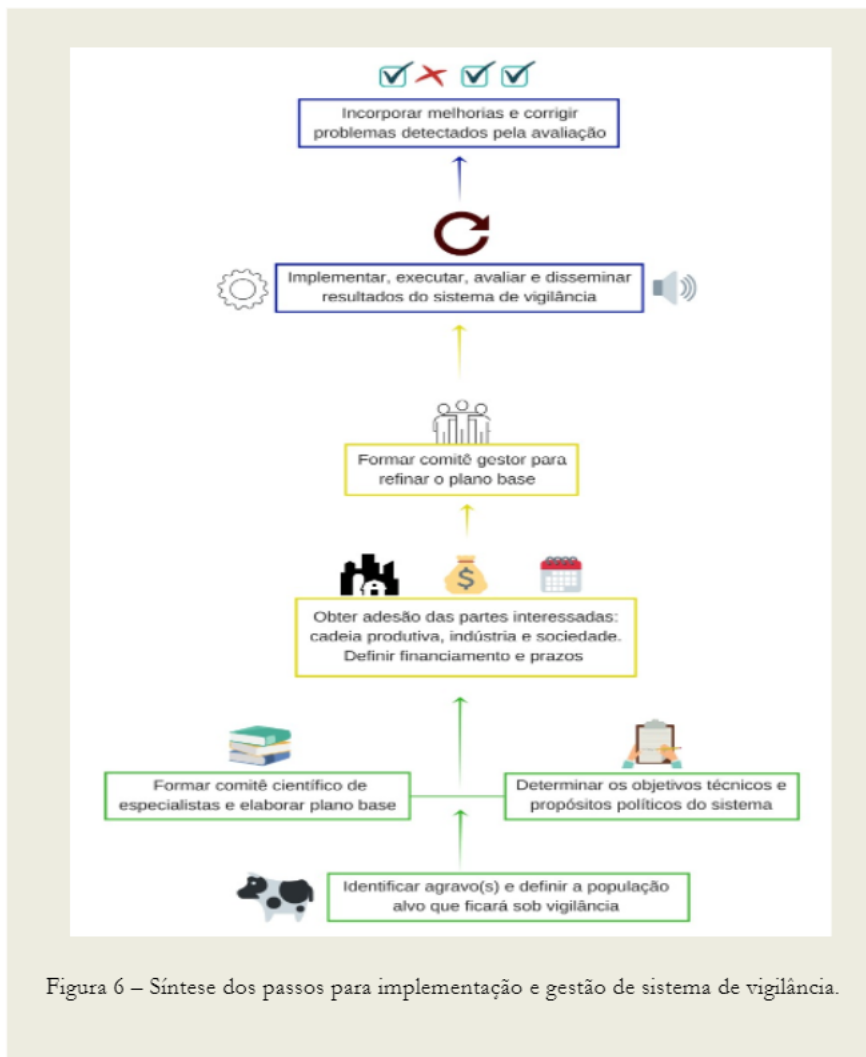 Incorporar melhorias e corrigir
problemas detectados pela avaliação
Implementar, executar, avaliar e disseminar
resultados do sistema de vigilância
Formar comitê gestor para
refinar o plano base
$
Obter adesão das partes interessadas:
cadeia produtiva, indústria e sociedade.
Definir financiamento e prazos
Formar comitê científico de
especialistas e elaborar plano base
Determinar os objetivos técnicos e
propósitos políticos do sistema
Identificar agravo(s) e definir a população
alvo que ficará sob vigilância
Figura 6 – Síntese dos passos para implementação e gestão de sistema de vigilância.